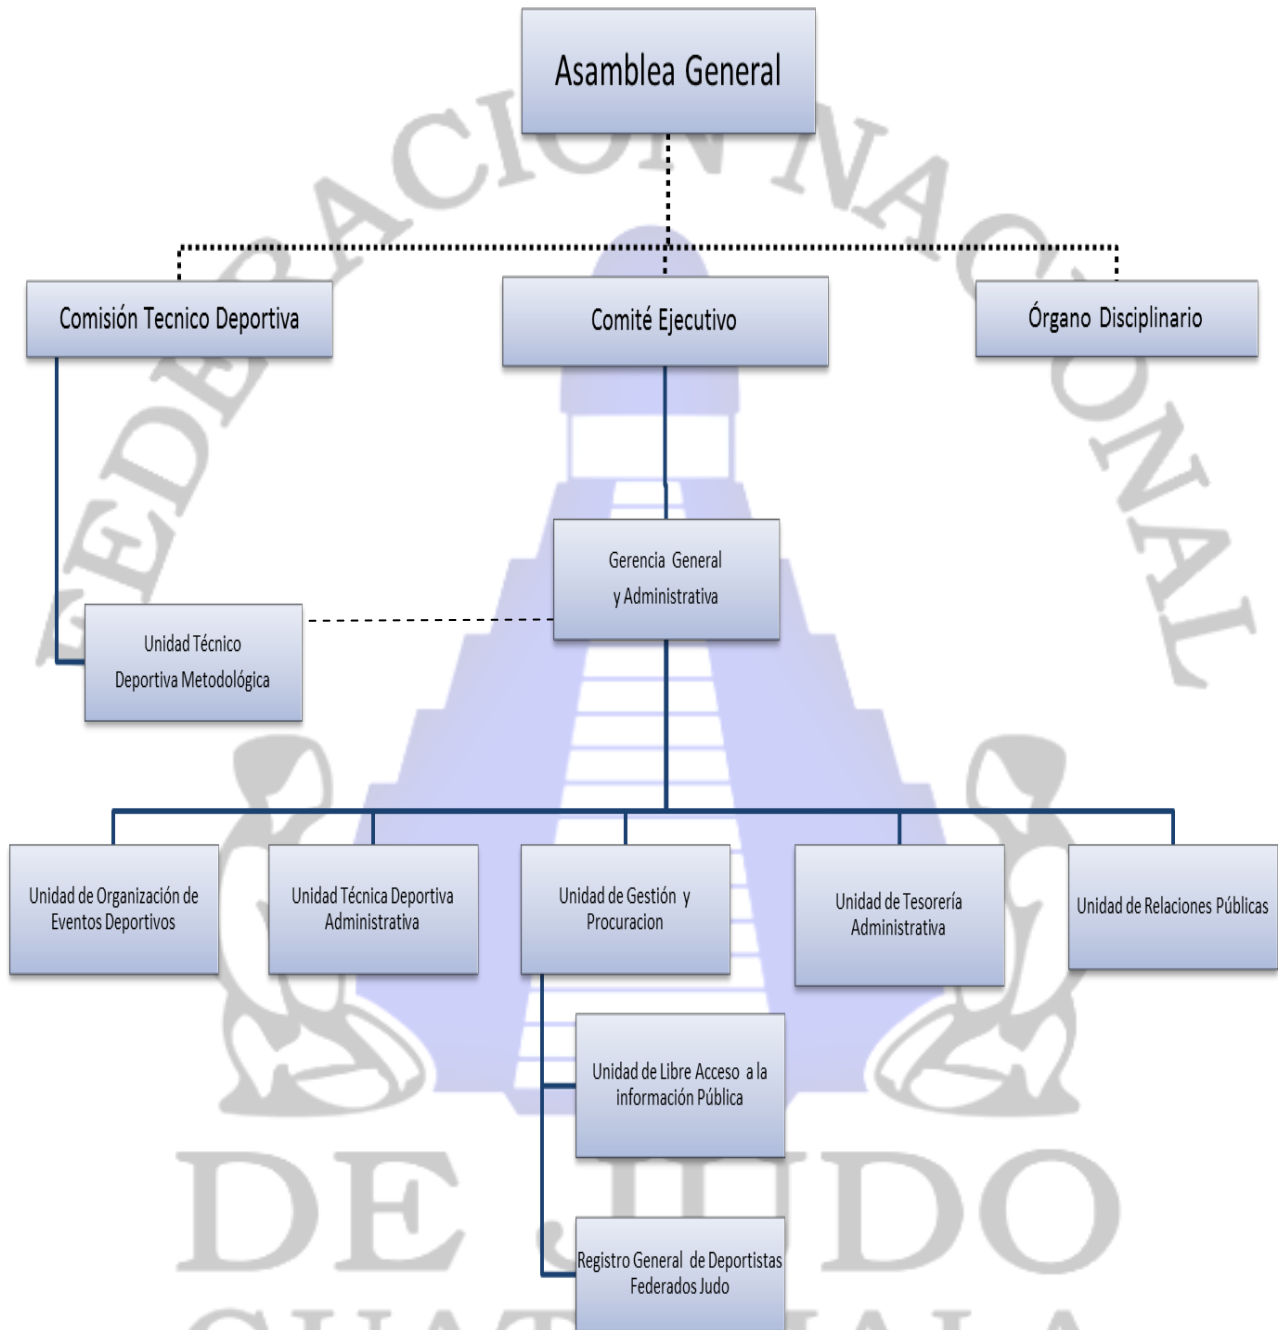 Asamblea General
FEDERACION NACIONAL
Comisión Tecnico Deportiva
Comité Ejecutivo
Órgano Disciplinario
Gerencia General
y Administrativa
Unidad Técnico
Deportiva Metodológica
Unidad de Organización de
Eventos Deportivos
Unidad Técnica Deportiva
Administrativa
Unidad de Gestión y
Procuracion
Unidad de Tesorería
Administrativa
Unidad de Relaciones Públicas
Unidad de Libre Acceso a la
información Pública
DE JUDO
Registro General de Deportistas
Federados Judo
GUATEMALA